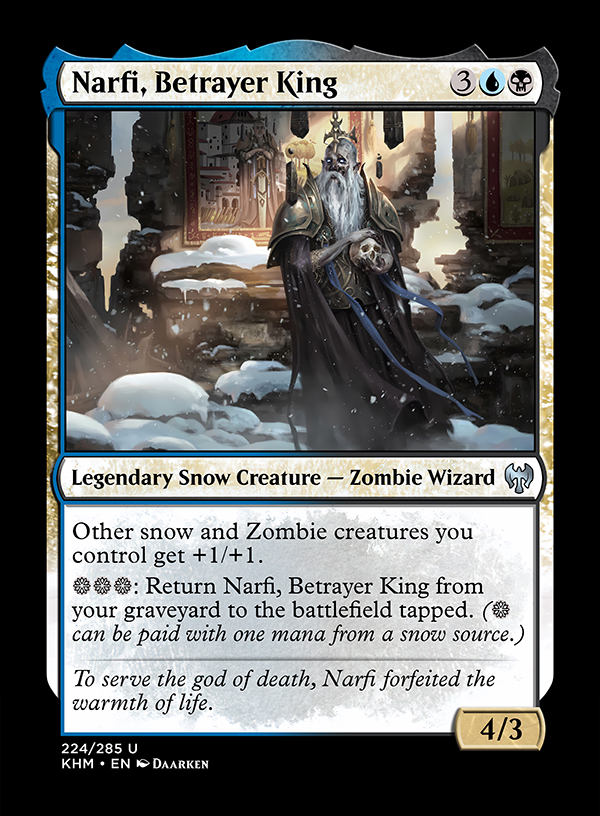 Narfi, Betrayer King 3
Legendary Snow Creature — Zombie Wizard
Other snow and Zombie creatures you
control get +1/+1.
: Return Narfi, Betrayer King from
your graveyard to the battlefield tapped. (
can be paid with one mana from a snow source.)
To serve the god of death, Narfi forfeited the
warmth of life.
4/3
224/285 U
KHM • EN DAARKEN